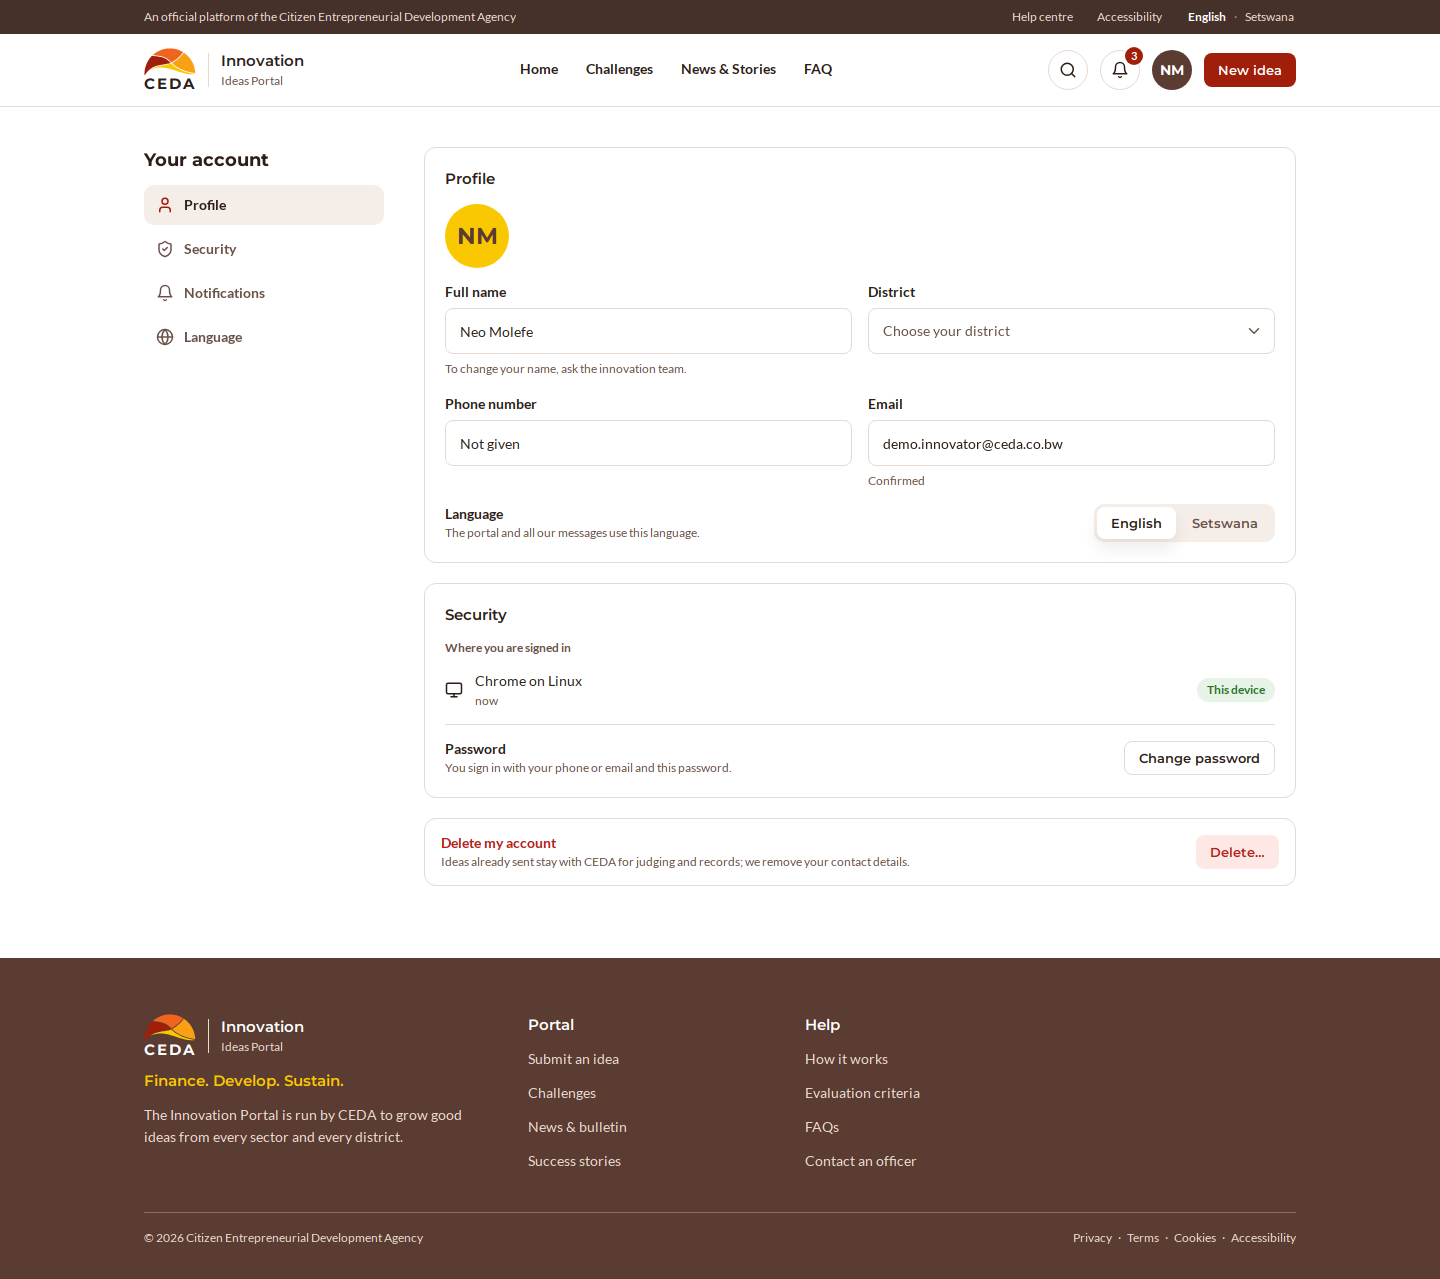 An official platform of the Citizen Entrepreneurial Development Agency
Help centre
Accessibility
English · Setswana
CEDA
Innovation
Ideas Portal
Home
Challenges
News & Stories
FAQ
3
NM
New idea
Your account
Profile
Security
Notifications
Language
Profile
NM
Full name
Neo Molefe
To change your name, ask the innovation team.
District
Choose your district
Phone number
Not given
Email
demo.innovator@ceda.co.bw
Confirmed
Language
The portal and all our messages use this language.
English
Setswana
Security
Where you are signed in
Chrome on Linux
now
This device
Password
You sign in with your phone or email and this password.
Change password
Delete my account
Ideas already sent stay with CEDA for judging and records; we remove your contact details.
Delete...
CEDA
Innovation
Ideas Portal
Finance. Develop. Sustain.
The Innovation Portal is run by CEDA to grow good
ideas from every sector and every district.
Portal
Submit an idea
Challenges
News & bulletin
Success stories
Help
How it works
Evaluation criteria
FAQs
Contact an officer
© 2026 Citizen Entrepreneurial Development Agency
Privacy · Terms · Cookies · Accessibility